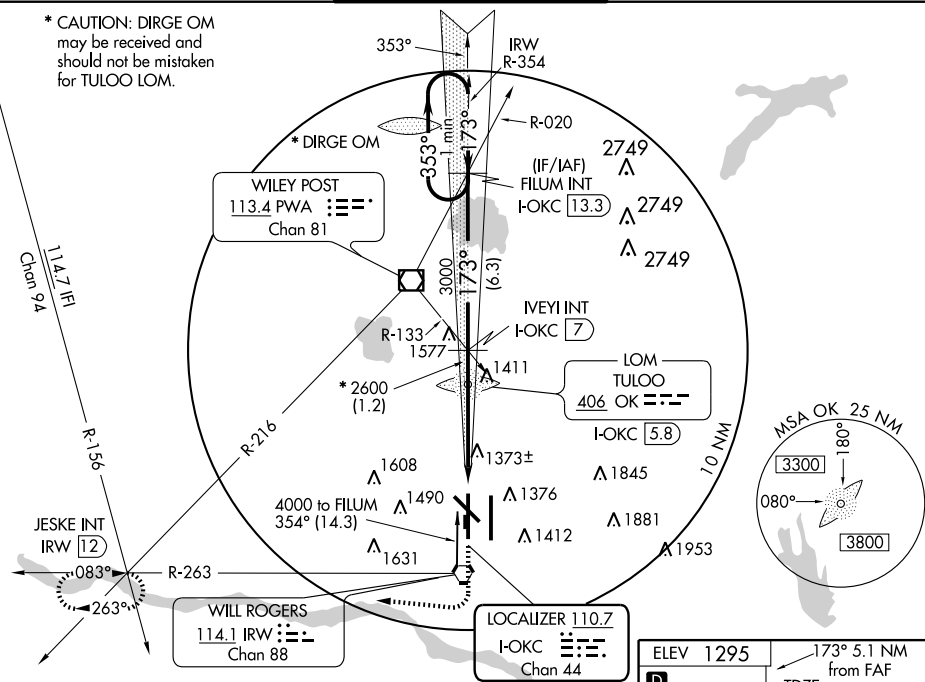 * CAUTION: DIRGE OM
may be received and
should not be mistaken
for TULOO LOM.
353°
IRW
R-354
R-020
* DIRGE OM
353°
1 min
173°
(IF/IAF)
FILUM INT
I-OKC 13.3
2749
2749
2749
WILEY POST
113.4 PWA
Chan 81
114.7 IFI
Chan 94
3000
173°
(6.3)
IVEYI INT
I-OKC 7
R-133
1577
1411
* 2600
(1.2)
LOM
TULOO
406 OK
I-OKC 5.8
10 NM
MSA OK 25 NM
180°
3300
080°
3800
R-156
R-216
1373±
1608
1845
1490
1376
4000 to FILUM
354° (14.3)
1412
1881
1631
1953
JESKE INT
IRW 12
083°
R-263
263°
WILL ROGERS
114.1 IRW
Chan 88
LOCALIZER 110.7
I-OKC
Chan 44
ELEV 1295
D
173° 5.1 NM
from FAF
TDZE